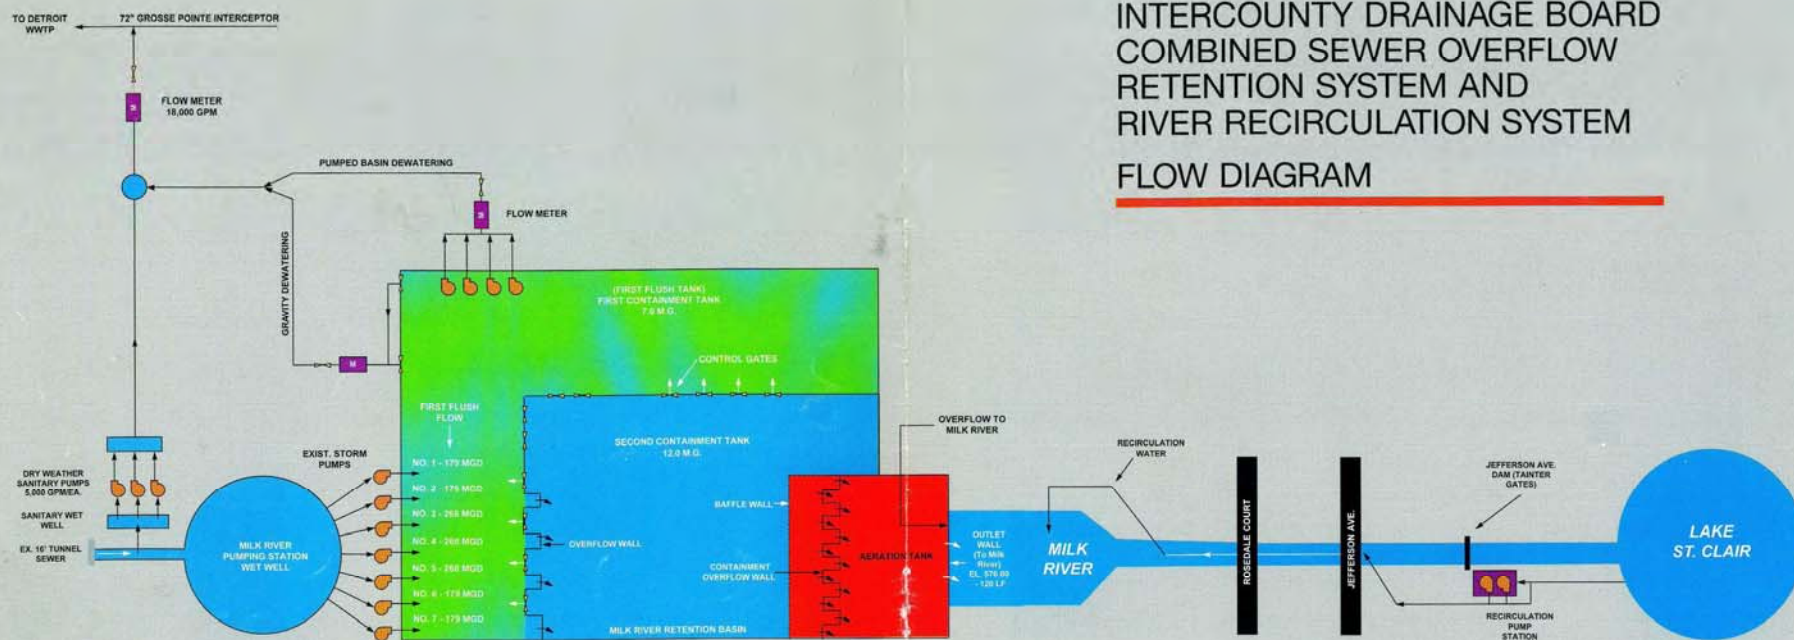 INTERCOUNTY DRAINAGE BOARD
COMBINED SEWER OVERFLOW
RETENTION SYSTEM AND
RIVER RECIRCULATION SYSTEM
FLOW DIAGRAM
TO DETROIT
WWTP
72" GROSSE POINTE INTERCEPTOR
M
FLOW METER
18,000 GPM
PUMPED BASIN DEWATERING
M
FLOW METER
GRAVITY DEWATERING
M
(FIRST FLUSH TANK)
FIRST CONTAINMENT TANK
7.0 M.G.
CONTROL GATES
FIRST FLUSH
FLOW
EXIST. STORM
PUMPS
NO. 1 - 179 MGD
NO. 2 - 179 MGD
NO. 3 - 268 MGD
NO. 4 - 268 MGD
NO. 5 - 268 MGD
NO. 6 - 179 MGD
NO. 7 - 179 MGD
DRY WEATHER
SANITARY PUMPS
5,000 GPM/EA.
SANITARY WET
WELL
EX. 16' TUNNEL
SEWER
MILK RIVER
PUMPING STATION
WET WELL
SECOND CONTAINMENT TANK
12.0 M.G.
BAFFLE WALL
OVERFLOW WALL
CONTAINMENT
OVERFLOW WALL
MILK RIVER RETENTION BASIN
AERATION TANK
OVERFLOW TO
MILK RIVER
OUTLET
WALL
(To Milk
River)
EL. 576.00
- 120 LF
MILK
RIVER
RECIRCULATION
WATER
ROSEDALE COURT
JEFFERSON AVE.
JEFFERSON AVE.
DAM (TAINTER
GATES)
RECIRCULATION
PUMP
STATION
LAKE
ST. CLAIR